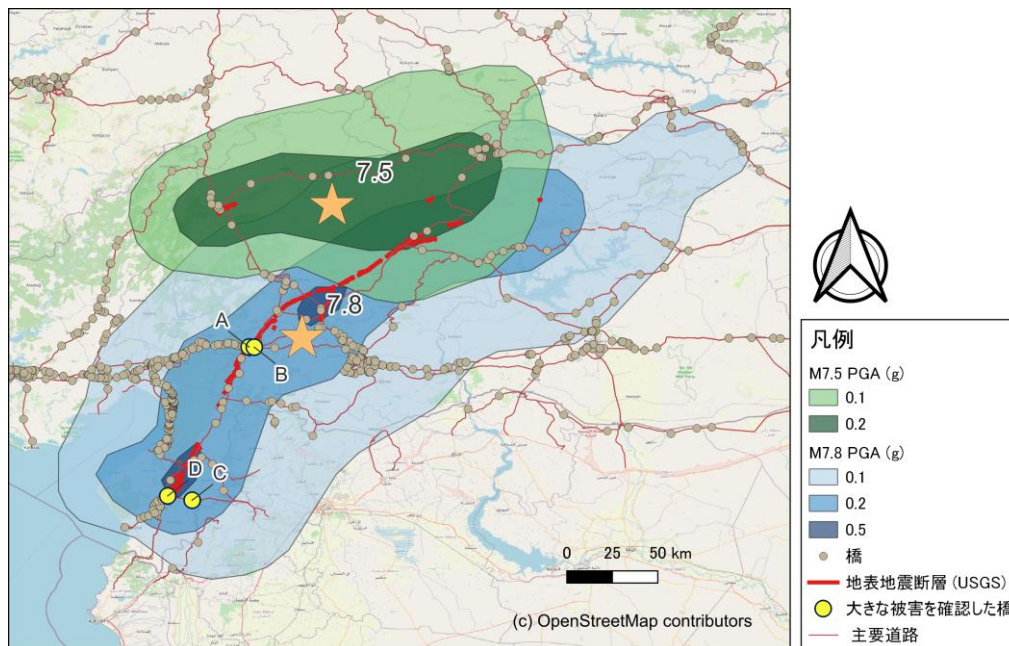 7.5
7.8
A
B
D
C
0 25 50 km
(c) OpenStreetMap contributors
凡例
M7.5 PGA (g)
0.1
0.2
M7.8 PGA (g)
0.1
0.2
0.5
橋
地表地震断層 (USGS)
大きな被害を確認した橋
主要道路